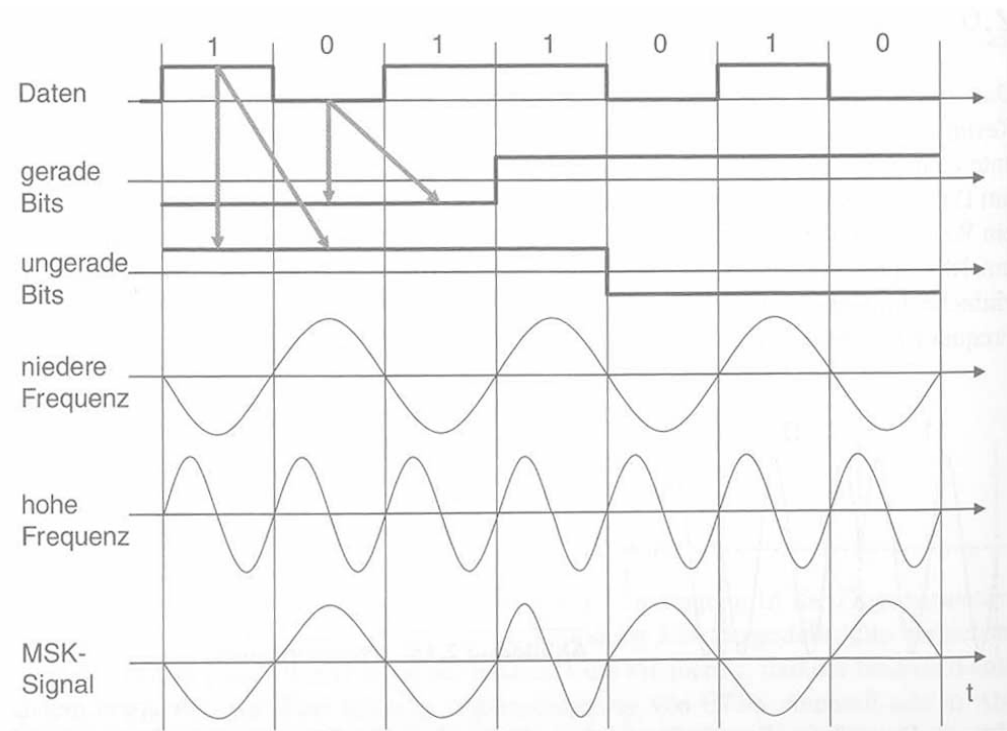 1 0 1 1 0 1 0
Daten
gerade
Bits
ungerade
Bits
niedere
Frequenz
hohe
Frequenz
MSK-
Signal
t